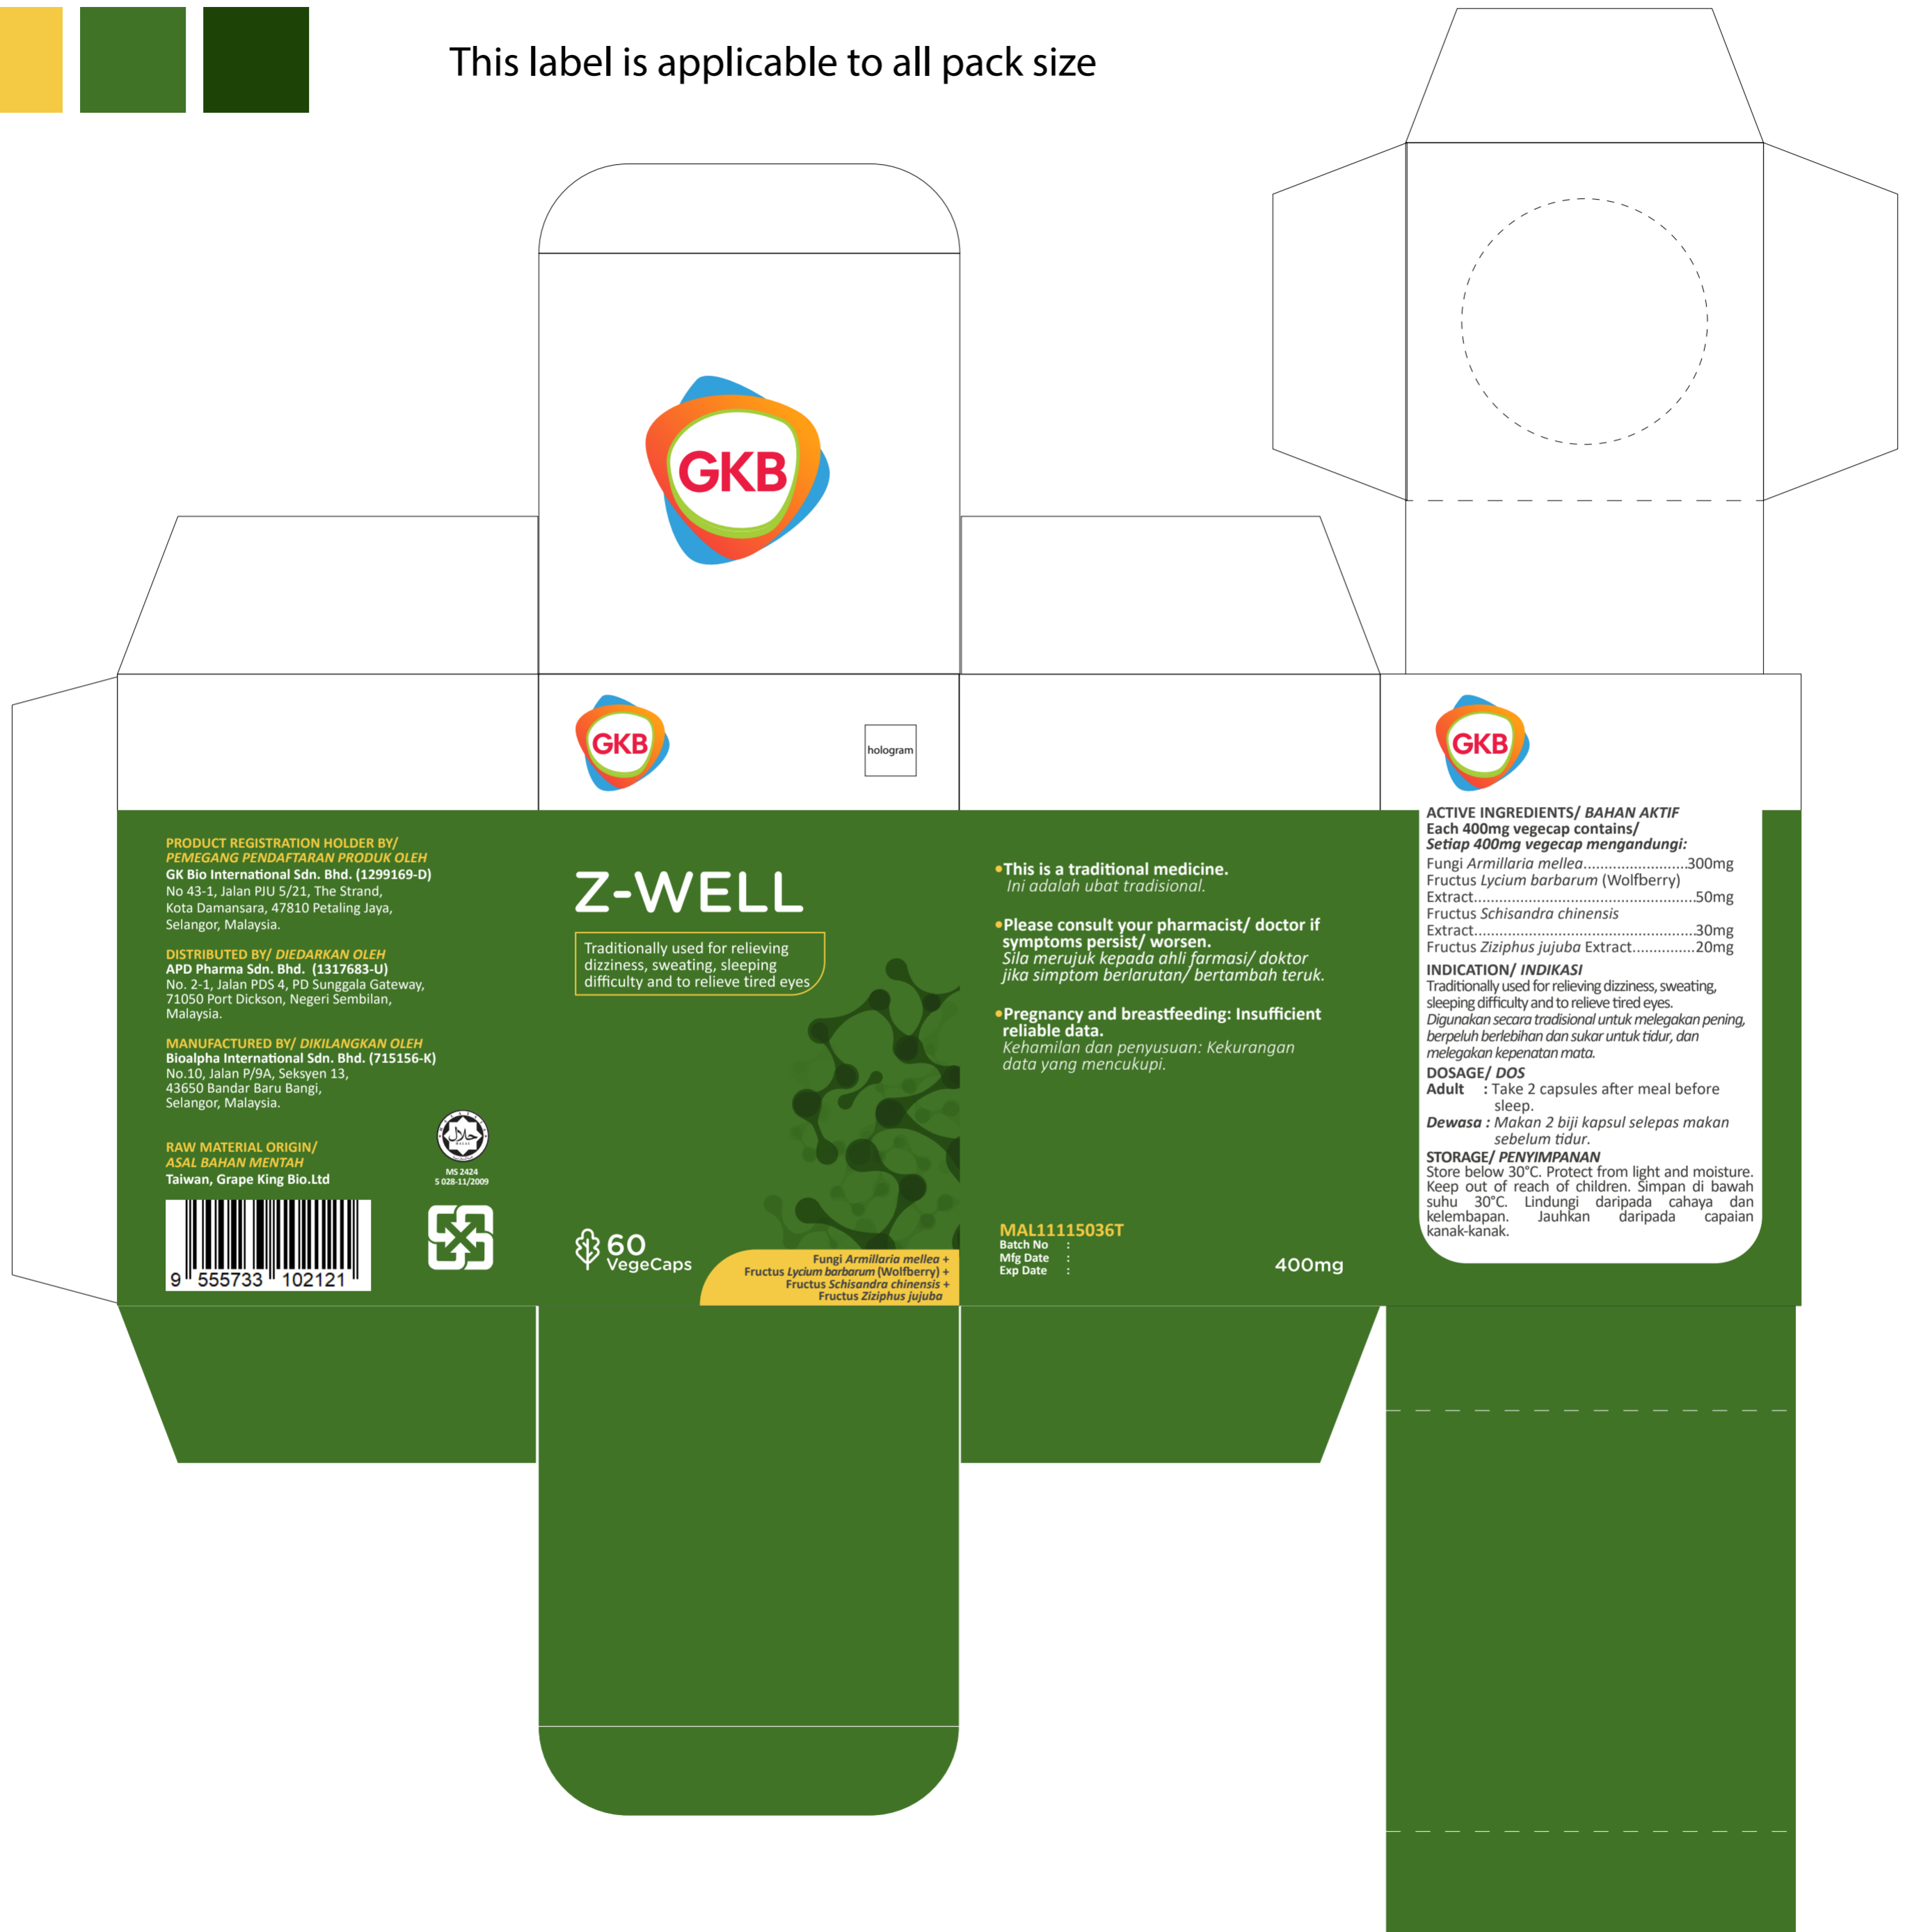 This label is applicable to all pack size
GKB
GKB
hologram
GKB
PRODUCT REGISTRATION HOLDER BY/
PEMEGANG PENDAFTARAN PRODUK OLEH
GK Bio International Sdn. Bhd. (1299169-D)
No 43-1, Jalan PJU 5/21, The Strand,
Kota Damansara, 47810 Petaling Jaya,
Selangor, Malaysia.
DISTRIBUTED BY/ DIEDARKAN OLEH
APD Pharma Sdn. Bhd. (1317683-U)
No. 2-1, Jalan PDS 4, PD Sunggala Gateway,
71050 Port Dickson, Negeri Sembilan,
Malaysia.
MANUFACTURED BY/ DIKILANGKAN OLEH
Bioalpha International Sdn. Bhd. (715156-K)
No.10, Jalan P/9A, Seksyen 13,
43650 Bandar Baru Bangi,
Selangor, Malaysia.
RAW MATERIAL ORIGIN/
ASAL BAHAN MENTAH
Taiwan, Grape King Bio.Ltd
حلال
HALAL
MS 2424
5 028-11/2009
9 555733 102121
Z-WELL
Traditionally used for relieving
dizziness, sweating, sleeping
difficulty and to relieve tired eyes
60
VegeCaps
Fungi Armillaria mellea +
Fructus Lycium barbarum (Wolfberry) +
Fructus Schisandra chinensis +
Fructus Ziziphus jujuba
•This is a traditional medicine.
Ini adalah ubat tradisional.
•Please consult your pharmacist/ doctor if
symptoms persist/ worsen.
Sila merujuk kepada ahli farmasi/ doktor
jika simptom berlarutan/ bertambah teruk.
•Pregnancy and breastfeeding: Insufficient
reliable data.
Kehamilan dan penyusuan: Kekurangan
data yang mencukupi.
MAL11115036T
Batch No :
Mfg Date :
Exp Date :
400mg
ACTIVE INGREDIENTS/ BAHAN AKTIF
Each 400mg vegecap contains/
Setiap 400mg vegecap mengandungi:
Fungi Armillaria mellea........................300mg
Fructus Lycium barbarum (Wolfberry)
Extract...................................................50mg
Fructus Schisandra chinensis
Extract...................................................30mg
Fructus Ziziphus jujuba Extract..............20mg
INDICATION/ INDIKASI
Traditionally used for relieving dizziness, sweating,
sleeping difficulty and to relieve tired eyes.
Digunakan secara tradisional untuk melegakan pening,
berpeluh berlebihan dan sukar untuk tidur, dan
melegakan kepenatan mata.
DOSAGE/ DOS
Adult : Take 2 capsules after meal before
sleep.
Dewasa : Makan 2 biji kapsul selepas makan
sebelum tidur.
STORAGE/ PENYIMPANAN
Store below 30°C. Protect from light and moisture.
Keep out of reach of children. Simpan di bawah
suhu 30°C. Lindungi daripada cahaya dan
kelembapan. Jauhkan daripada capaian
kanak-kanak.